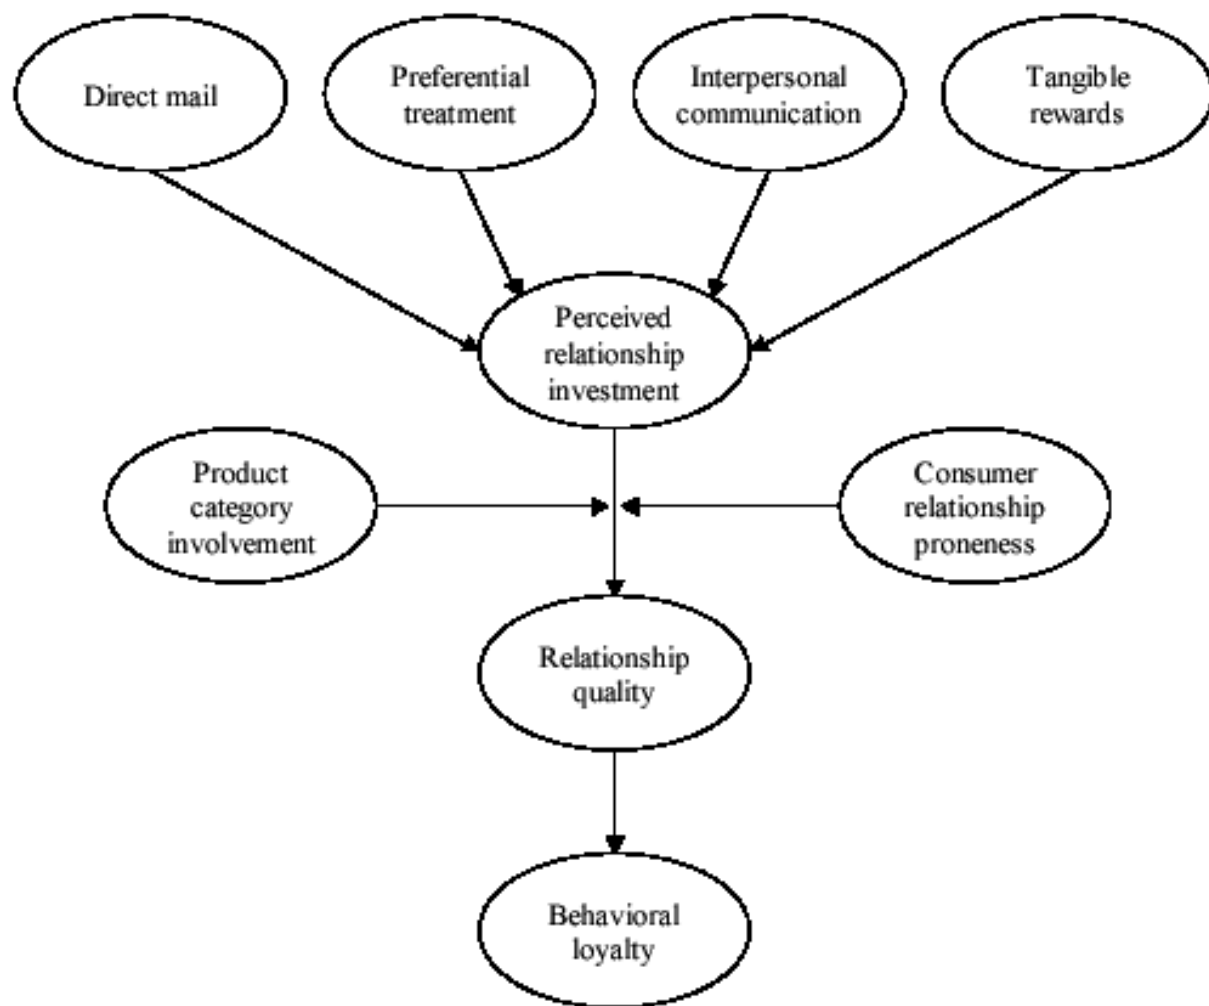 Direct mail
Preferential
treatment
Interpersonal
communication
Tangible
rewards
Perceived
relationship
investment
Product
category
involvement
Consumer
relationship
proneness
Relationship
quality
Behavioral
loyalty